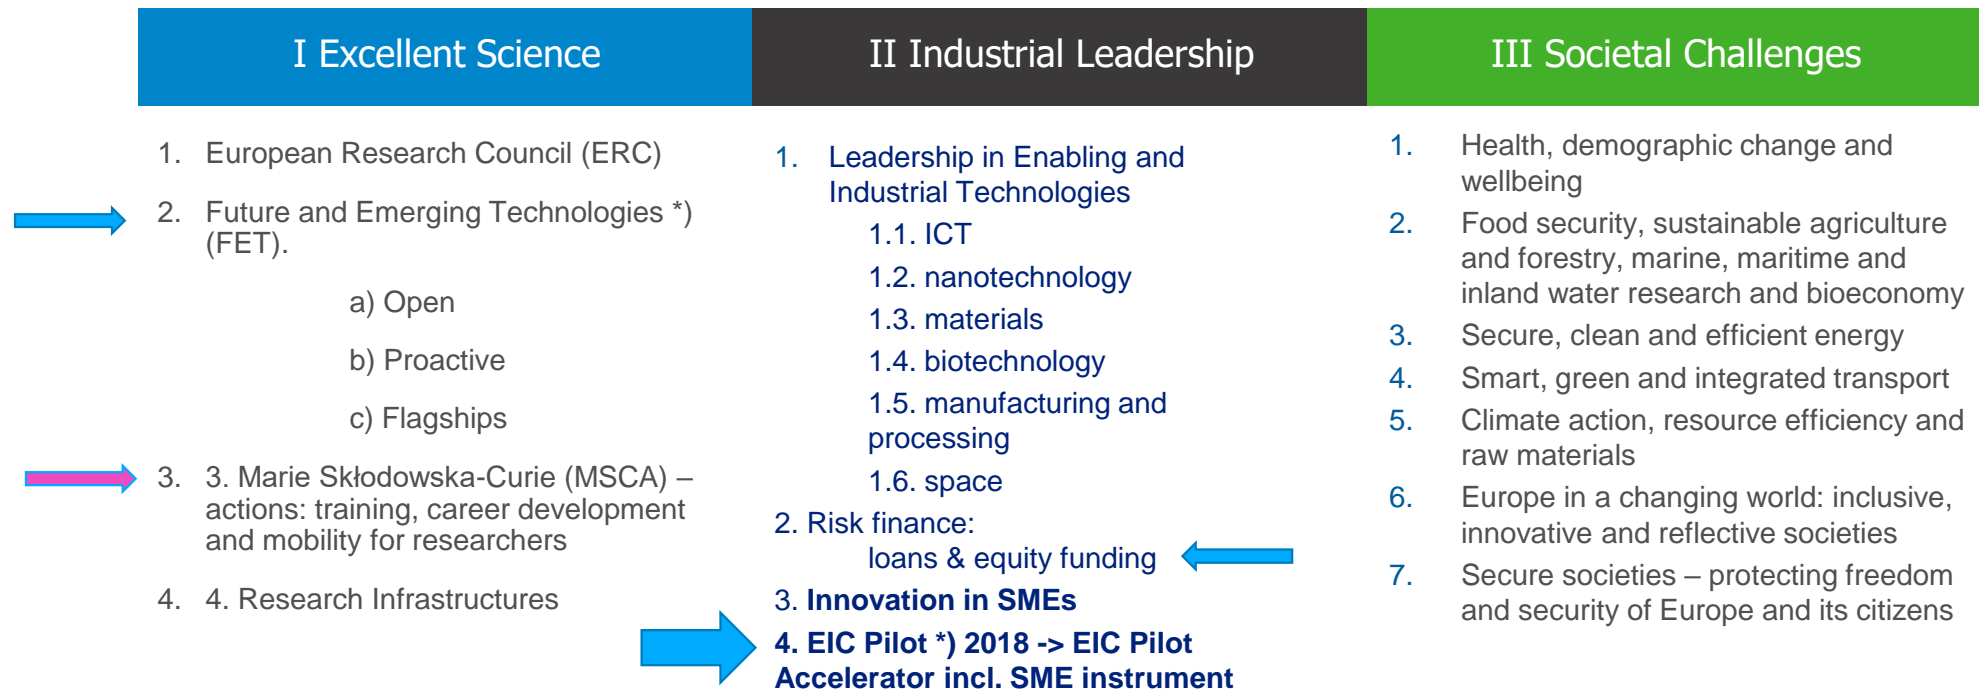 I Excellent Science
II Industrial Leadership
III Societal Challenges
1. European Research Council (ERC)
2. Future and Emerging Technologies *)
(FET).
a) Open
b) Proactive
c) Flagships
3. 3. Marie Skłodowska-Curie (MSCA) –
actions: training, career development
and mobility for researchers
4. 4. Research Infrastructures
1. Leadership in Enabling and
Industrial Technologies
1.1. ICT
1.2. nanotechnology
1.3. materials
1.4. biotechnology
1.5. manufacturing and
processing
1.6. space
2. Risk finance:
loans & equity funding
3. Innovation in SMEs
4. EIC Pilot *) 2018 -> EIC Pilot
Accelerator incl. SME instrument
1. Health, demographic change and
wellbeing
2. Food security, sustainable agriculture
and forestry, marine, maritime and
inland water research and bioeconomy
3. Secure, clean and efficient energy
4. Smart, green and integrated transport
5. Climate action, resource efficiency and
raw materials
6. Europe in a changing world: inclusive,
innovative and reflective societies
7. Secure societies – protecting freedom
and security of Europe and its citizens